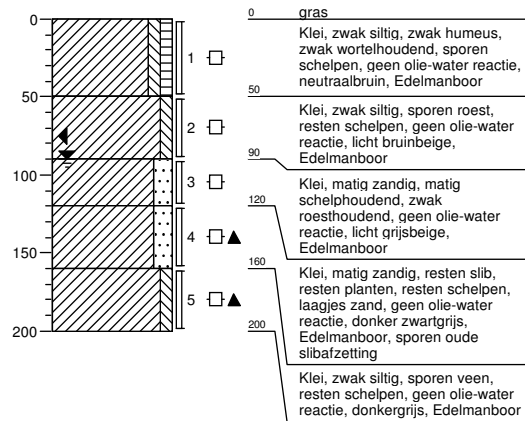 0
50
100
150
200
1
2
3
4
5
0
gras
Klei, zwak siltig, zwak humeus,
zwak wortelhoudend, sporen
schelpen, geen olie-water reactie,
neutraalbruin, Edelmanboor
50
Klei, zwak siltig, sporen roest,
resten schelpen, geen olie-water
reactie, licht bruinbeige,
Edelmanboor
90
Klei, matig zandig, matig
schelphoudend, zwak
roesthoudend, geen olie-water
reactie, licht grijsbeige,
Edelmanboor
120
Klei, matig zandig, resten slib,
resten planten, resten schelpen,
laagjes zand, geen olie-water
reactie, donker zwartgrijs,
Edelmanboor, sporen oude
slibafzetting
160
Klei, zwak siltig, sporen veen,
resten schelpen, geen olie-water
reactie, donkergrijs, Edelmanboor
200